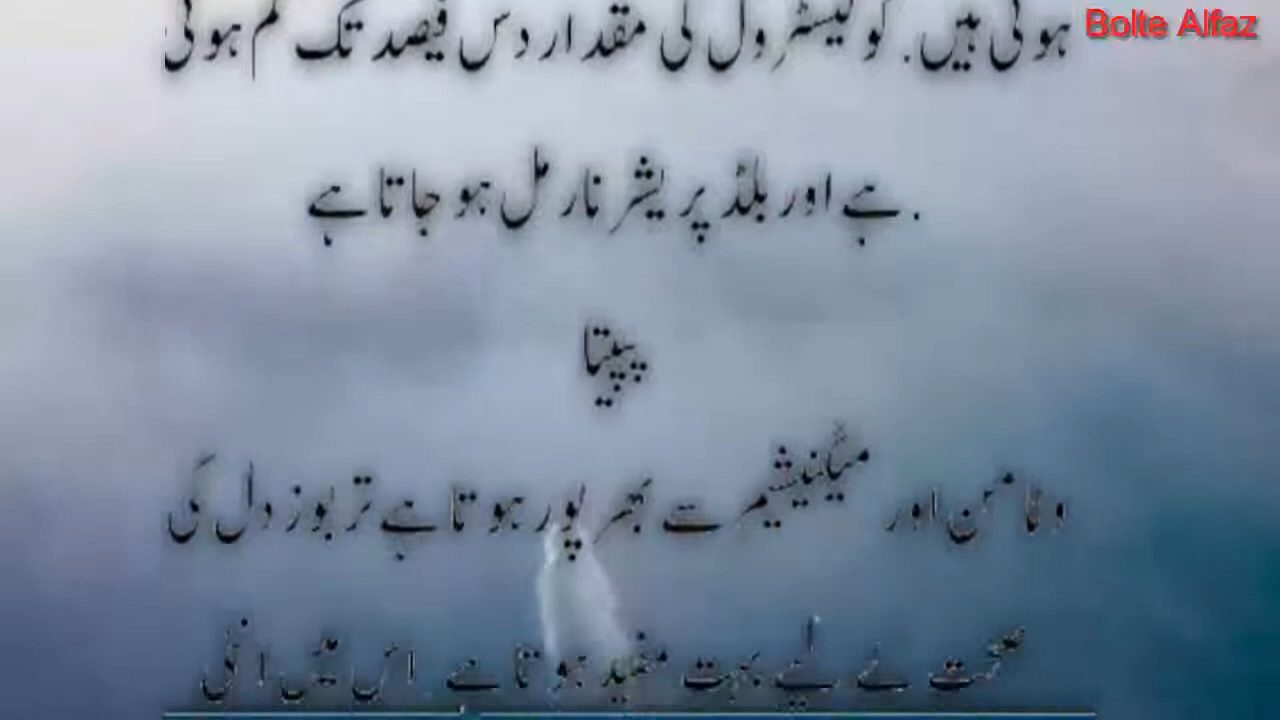 Bolte Alfaz
ہوتی ہیں. کولیسٹرول کی مقدار دس فیصد تک کم ہوتی
ہے اور بلڈ پریشر نارمل ہو جاتا ہے.
پپیتا
وٹامن اور میگنیشیم سے بھرپور ہوتا ہے تربوز دل کی
صحت کے لیے بہت مفید ہوتا ہے اس میں